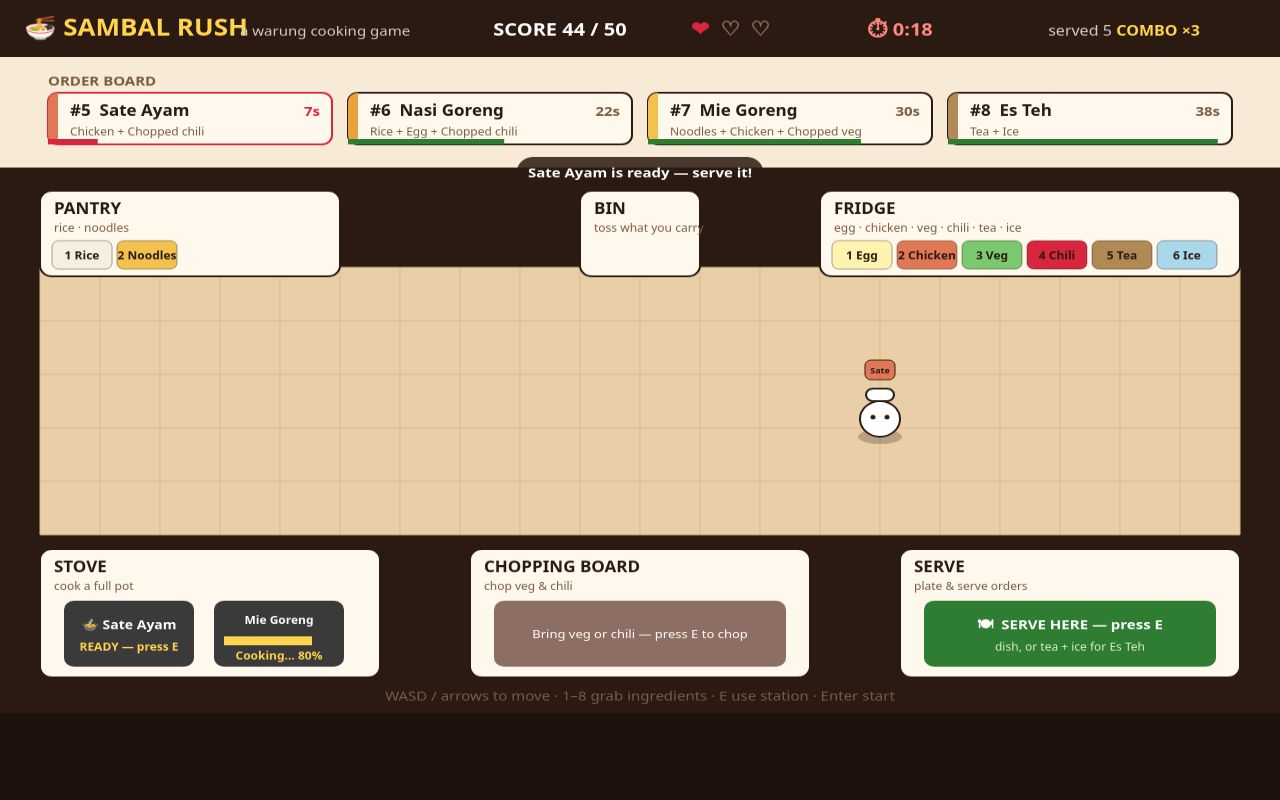 🍜 SAMBAL RUSH a warung cooking game SCORE 44 / 50 ❤ ♡ ♡ ⏱ 0:18 served 5 COMBO ×3
ORDER BOARD
#5 Sate Ayam 7s
Chicken + Chopped chili
#6 Nasi Goreng 22s
Rice + Egg + Chopped chili
#7 Mie Goreng 30s
Noodles + Chicken + Chopped veg
#8 Es Teh 38s
Tea + Ice
Sate Ayam is ready — serve it!
PANTRY
rice · noodles
1 Rice 2 Noodles
BIN
toss what you carry
FRIDGE
egg · chicken · veg · chili · tea · ice
1 Egg 2 Chicken 3 Veg 4 Chili 5 Tea 6 Ice
Sate
STOVE
cook a full pot
🍲 Sate Ayam
READY — press E
Mie Goreng
Cooking... 80%
CHOPPING BOARD
chop veg & chili
Bring veg or chili — press E to chop
SERVE
plate & serve orders
🍽 SERVE HERE — press E
dish, or tea + ice for Es Teh
WASD / arrows to move · 1–8 grab ingredients · E use station · Enter start